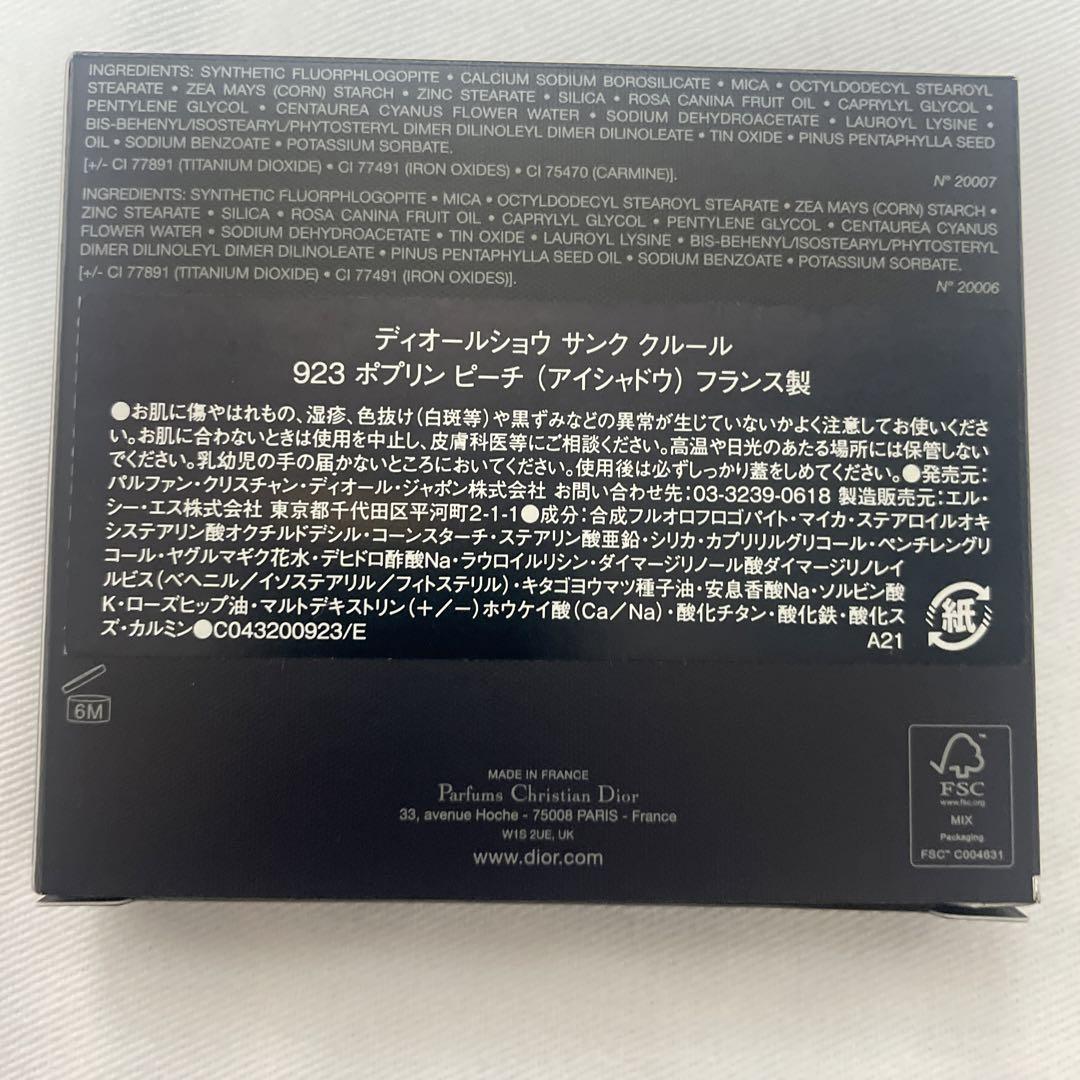 INGREDIENTS: SYNTHETIC FLUORPHLOGOPITE • CALCIUM SODIUM BOROSILICATE • MICA • OCTYLDODECYL STEAROYL
STEARATE • ZEA MAYS (CORN) STARCH • ZINC STEARATE • SILICA • ROSA CANINA FRUIT OIL • CAPRYLYL GLYCOL •
PENTYLENE GLYCOL • CENTAUREA CYANUS FLOWER WATER • SODIUM DEHYDROACETATE • LAUROYL LYSINE •
BIS-BEHENYL/ISOSTEARYL/PHYTOSTERYL DIMER DILINOLEYL DIMER DILINOLEATE • TIN OXIDE • PINUS PENTAPHYLLA SEED
OIL • SODIUM BENZOATE • POTASSIUM SORBATE.
[+/- CI 77891 (TITANIUM DIOXIDE) • CI 77491 (IRON OXIDES) • CI 75470 (CARMINE)].
N° 20007
INGREDIENTS: SYNTHETIC FLUORPHLOGOPITE • MICA • OCTYLDODECYL STEAROYL STEARATE • ZEA MAYS (CORN) STARCH •
ZINC STEARATE • SILICA • ROSA CANINA FRUIT OIL • CAPRYLYL GLYCOL • PENTYLENE GLYCOL • CENTAUREA CYANUS
FLOWER WATER • SODIUM DEHYDROACETATE • TIN OXIDE • LAUROYL LYSINE • BIS-BEHENYL/ISOSTEARYL/PHYTOSTERYL
DIMER DILINOLEYL DIMER DILINOLEATE • PINUS PENTAPHYLLA SEED OIL • SODIUM BENZOATE • POTASSIUM SORBATE.
[+/- CI 77891 (TITANIUM DIOXIDE) • CI 77491 (IRON OXIDES)].
N° 20006
ディオールショウ サンク クルール
923 ポプリン ピーチ（アイシャドウ）フランス製
●お肌に傷やはれもの、湿疹、色抜け（白斑等）や黒ずみなどの異常が生じていないかよく注意してお使いくださ
い。お肌に合わないときは使用を中止し、皮膚科医等にご相談ください。高温や日光のあたる場所には保管しない
でください。乳幼児の手の届かないところにおいてください。使用後は必ずしっかり蓋をしめてください。●発売元：
パルファン・クリスチャン・ディオール・ジャポン株式会社 お問い合わせ先：03-3239-0618 製造販売元：エル・
シー・エス株式会社 東京都千代田区平河町2-1-1●成分：合成フルオロフロゴパイト・マイカ・ステアロイルオキ
システアリン酸オクチルドデシル・コーンスターチ・ステアリン酸亜鉛・シリカ・カプリリルグリコール・ペンチレングリ
コール・ヤグルマギク花水・デヒドロ酢酸Na・ラウロイルリシン・ダイマージリノール酸ダイマージリノレイ
ルビス（ベヘニル／イソステアリル／フィトステリル）・キタゴヨウマツ種子油・安息香酸Na・ソルビン酸
K・ローズヒップ油・マルトデキストリン（＋／－）ホウケイ酸（Ca／Na）・酸化チタン・酸化鉄・酸化ス
ズ・カルミン●C043200923/E
A21
紙
6M
MADE IN FRANCE
Parfums Christian Dior
33, avenue Hoche - 75008 PARIS - France
W1S 2UE, UK
www.dior.com
FSC
www.fsc.org
MIX
Packaging
FSC™ C004631